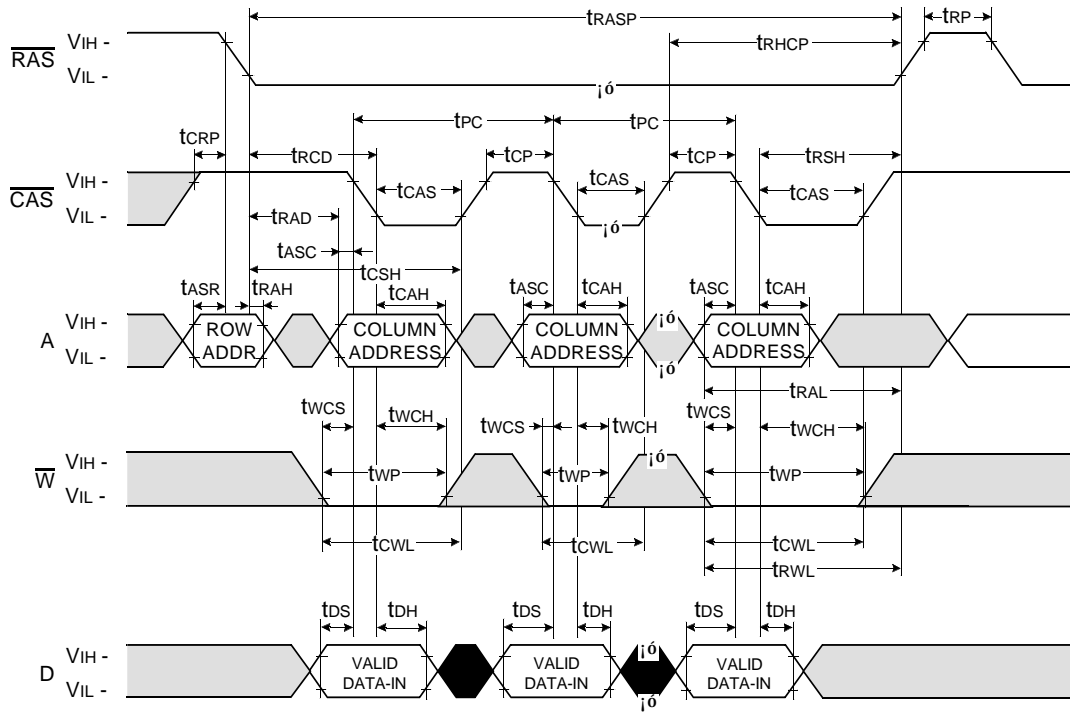 tRASP
tRP
VIH -
tRHCP
RAS
VIL -
¡ó
tPC
tPC
tCRP
tRCD
tCP
tCP
tRSH
VIH -
CAS
tCAS
tCAS
tCAS
VIL -
tRAD
¡ó
tASC
tCSH
tASR
tRAH
tCAH
tASC
tCAH
tASC
tCAH
VIH -
A
VIL -
ROW
ADDR
COLUMN
ADDRESS
COLUMN
ADDRESS
¡ó
¡ó
COLUMN
ADDRESS
tRAL
tWCS
tWCH
tWCS
tWCH
tWCS
tWCH
VIH -
W
VIL -
¡ó
tWP
tWP
tWP
tCWL
tCWL
tCWL
tRWL
tDS
tDH
tDS
tDH
tDS
tDH
VIH -
D
VIL -
VALID
DATA-IN
VALID
DATA-IN
¡ó
¡ó
VALID
DATA-IN